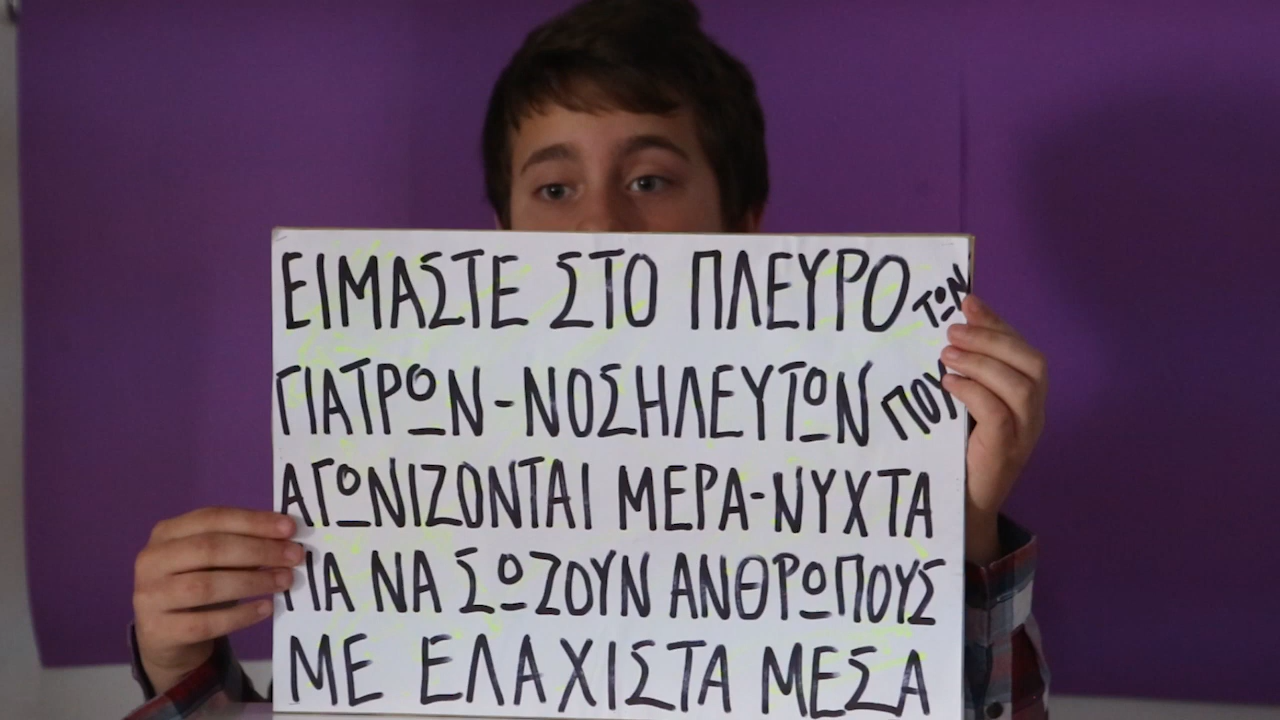 ΕΙΜΑΣΤΕ ΣΤΟ ΠΛΕΥΡΟ ΤΩΝ
ΓΙΑΤΡΩΝ-ΝΟΣΗΛΕΥΤΩΝ ΠΟΥ
ΑΓΩΝΙΖΟΝΤΑΙ ΜΕΡΑ-ΝΥΧΤΑ
ΓΙΑ ΝΑ ΣΩΖΟΥΝ ΑΝΘΡΩΠΟΥΣ
ΜΕ ΕΛΑΧΙΣΤΑ ΜΕΣΑ